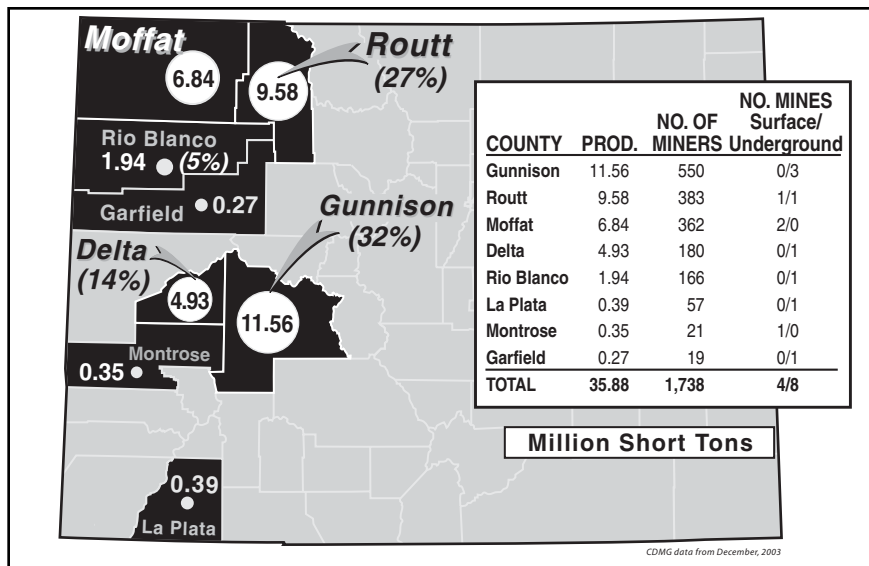 Moffat
6.84
Routt
(27%)
9.58
Rio Blanco
1.94 (5%)
Garfield 0.27
Gunnison
(32%)
11.56
Delta
(14%)
4.93
Montrose
0.35
0.39
La Plata
COUNTY PROD. NO. OF MINERS NO. MINES Surface/ Underground
Gunnison 11.56 550 0/3
Routt 9.58 383 1/1
Moffat 6.84 362 2/0
Delta 4.93 180 0/1
Rio Blanco 1.94 166 0/1
La Plata 0.39 57 0/1
Montrose 0.35 21 1/0
Garfield 0.27 19 0/1
TOTAL 35.88 1,738 4/8
Million Short Tons
CDMG data from December, 2003